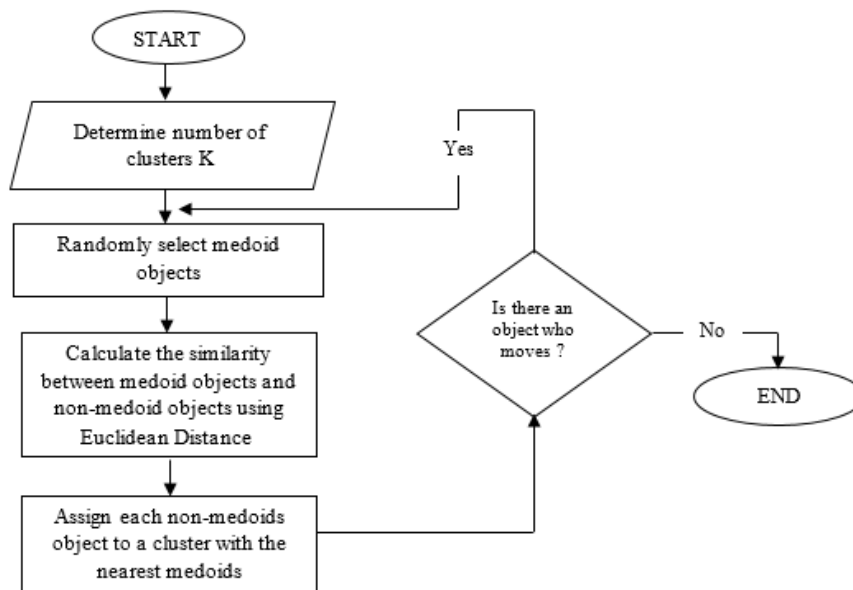 START
Determine number of
clusters K
Yes
Randomly select medoid
objects
Is there an
object who
moves ?
No
Calculate the similarity
between medoid objects and
non-medoid objects using
Euclidean Distance
END
Assign each non-medoids
object to a cluster with the
nearest medoids